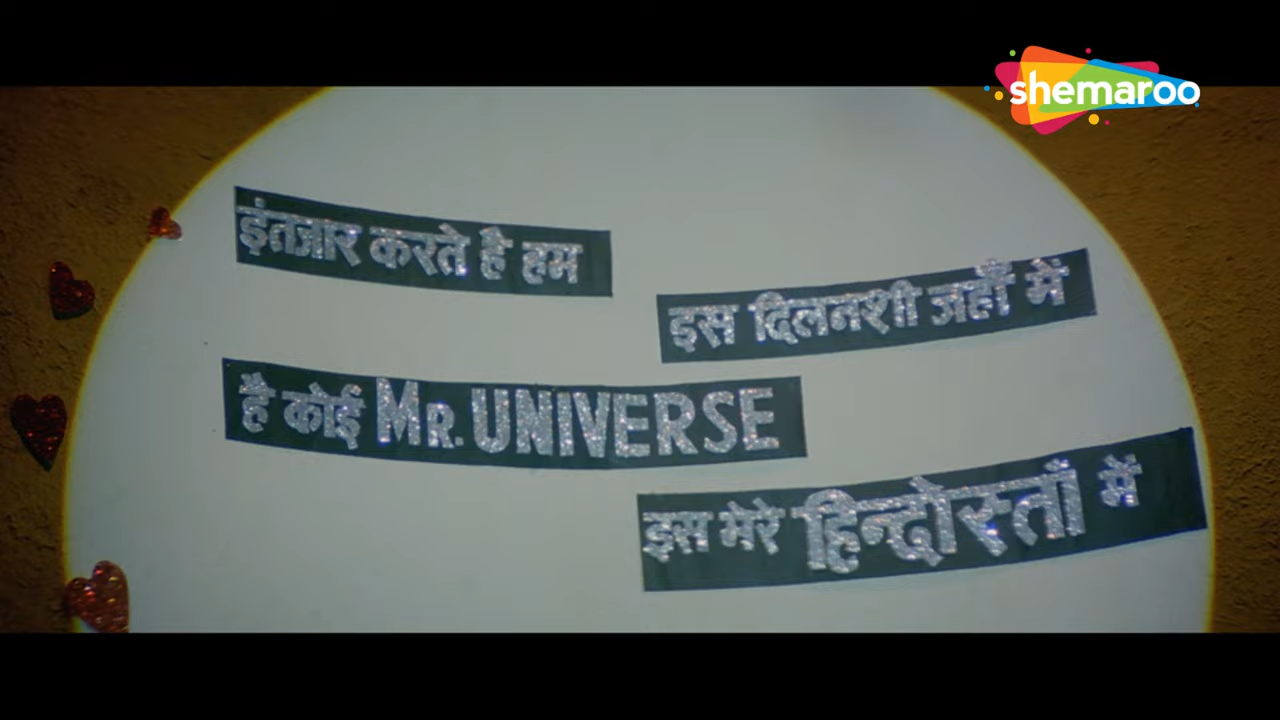 shemaroo
इंतजार करते है हम
इस दिलनशी जहाँ में
है कोई MR. UNIVERSE
इस मेरे हिन्दोस्ताँ में